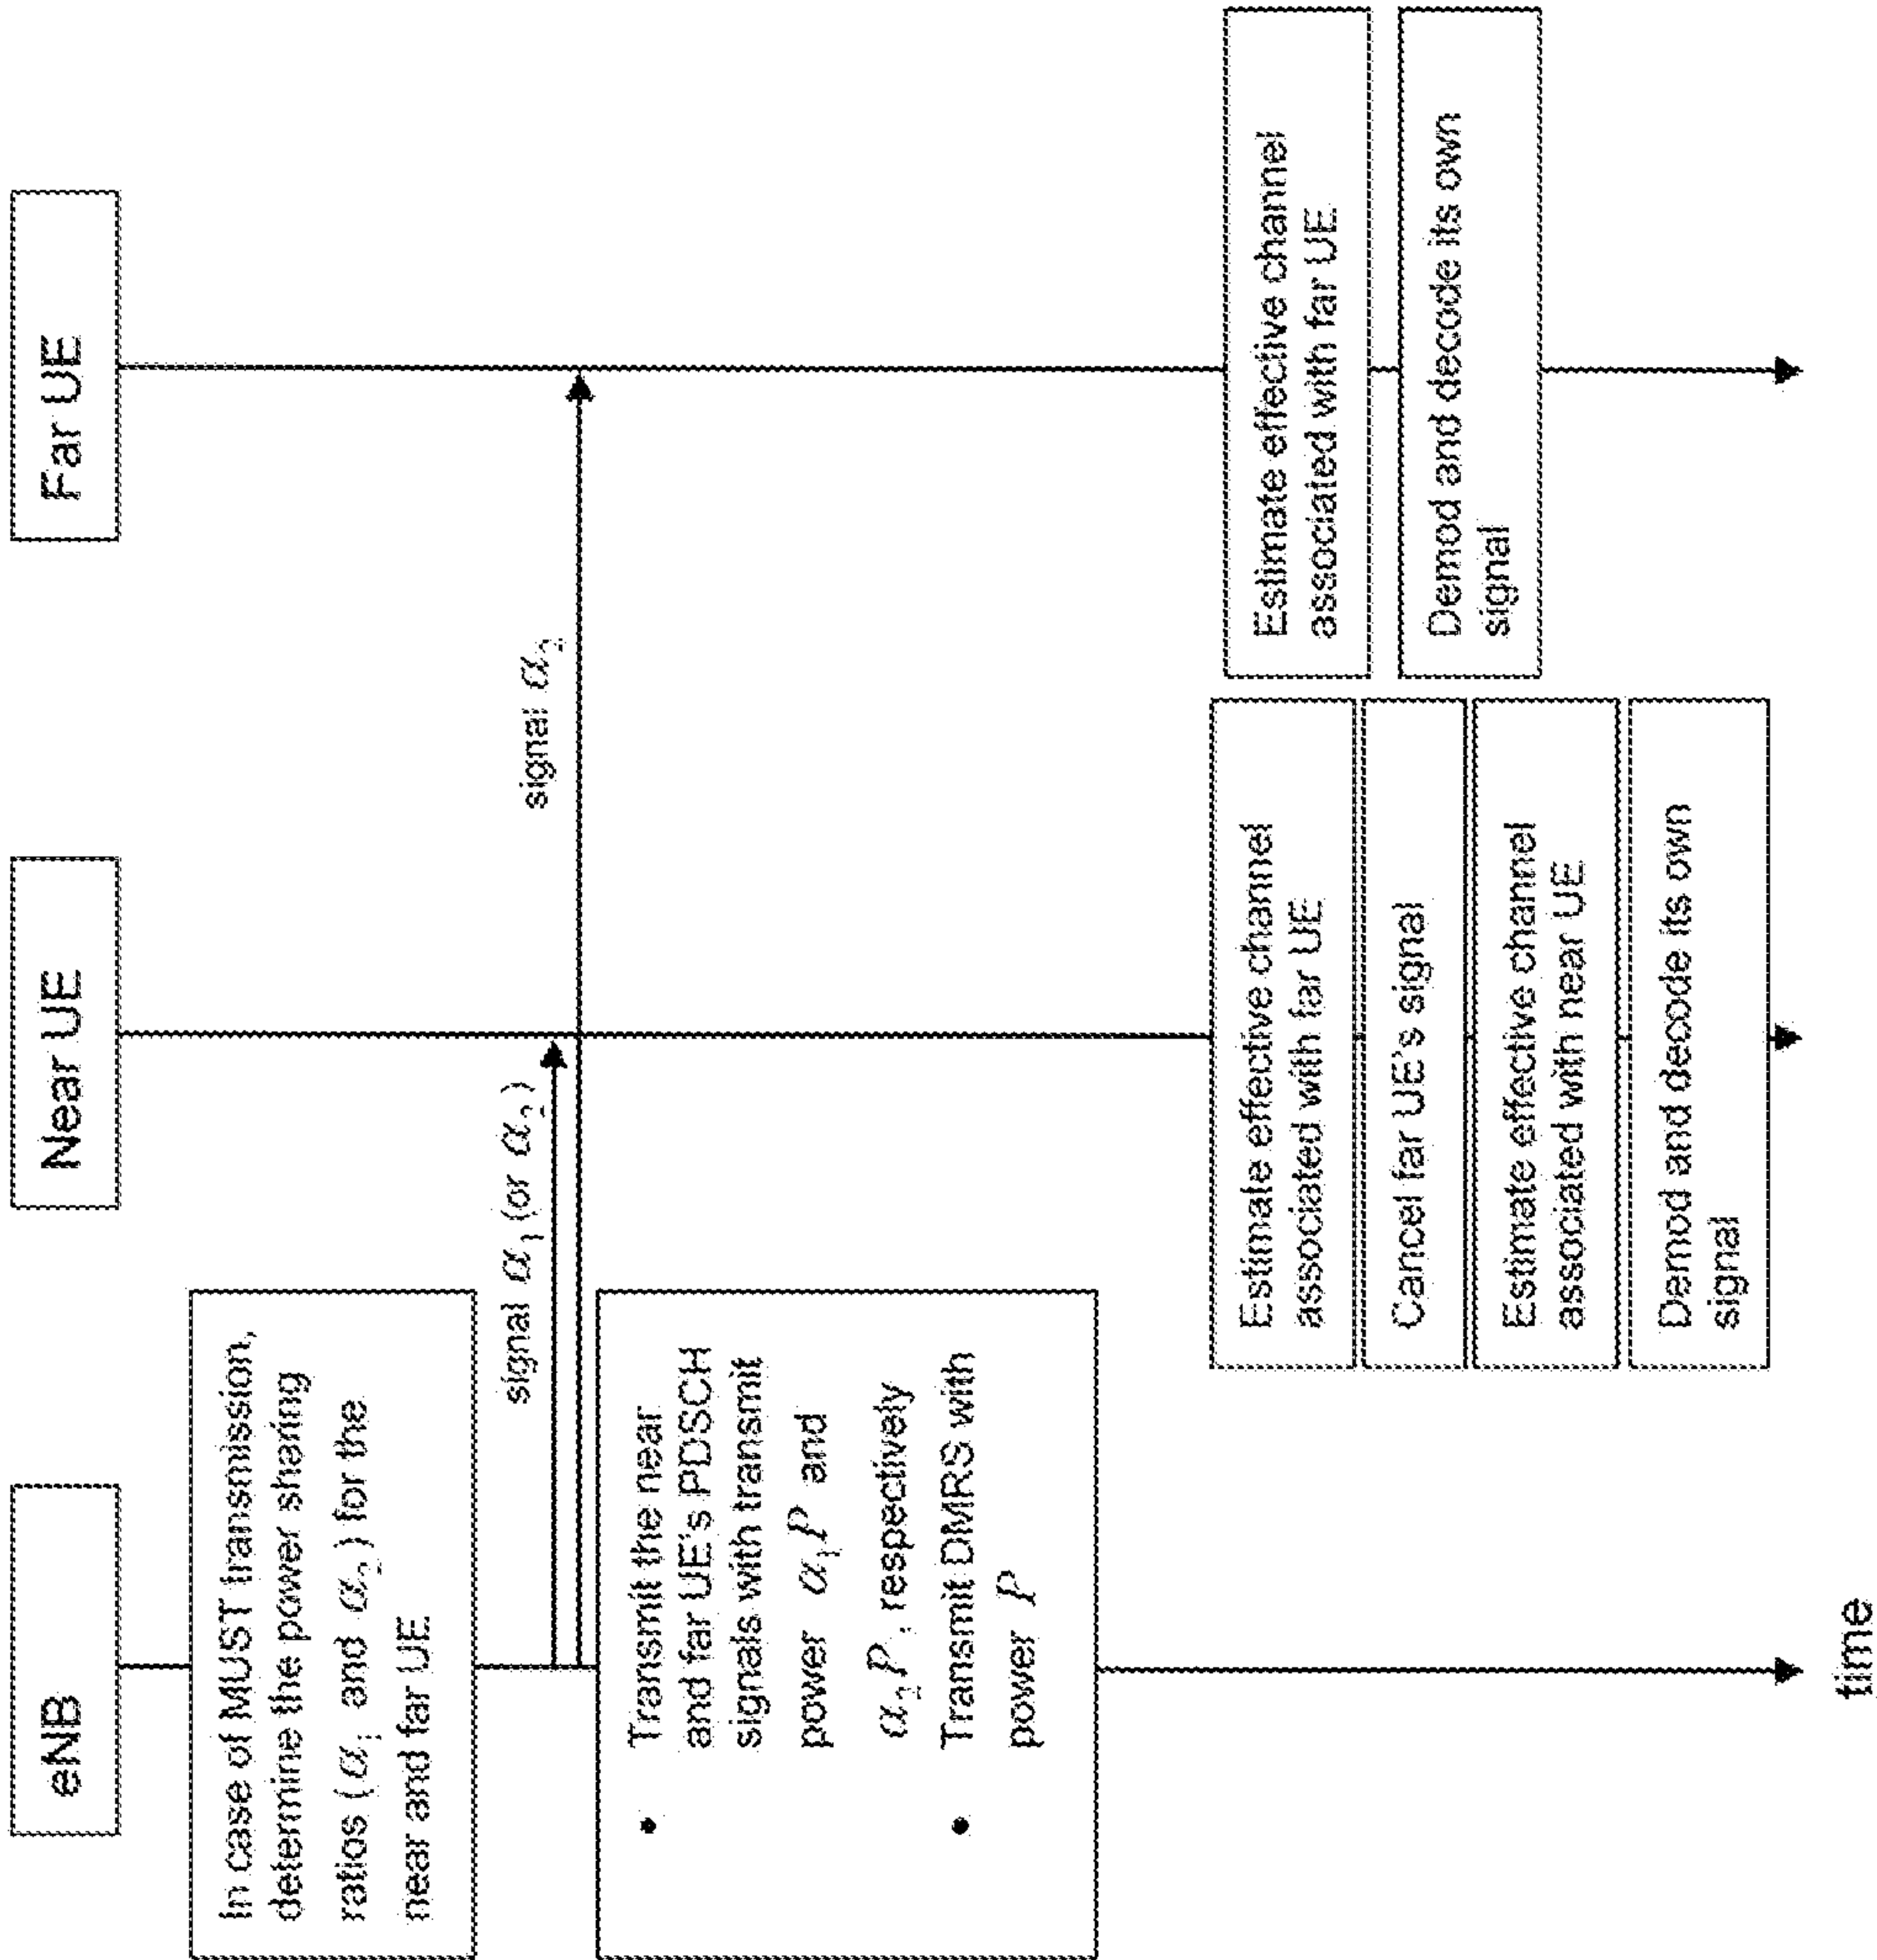 eNB
Near UE
Far UE
In case of MUST transmission,
determine the power sharing
ratios (α₁ and α₂) for the
near and far UE
signal α₁ (or α₂)
signal α₂
• Transmit the near
and far UE's PDSCH
signals with transmit
power α₁P and
α₂P, respectively
• Transmit DMRS with
power P
Estimate effective channel
associated with far UE
Cancel far UE's signal
Estimate effective channel
associated with near UE
Demod and decode its own
signal
Estimate effective channel
associated with far UE
Demod and decode its own
signal
time